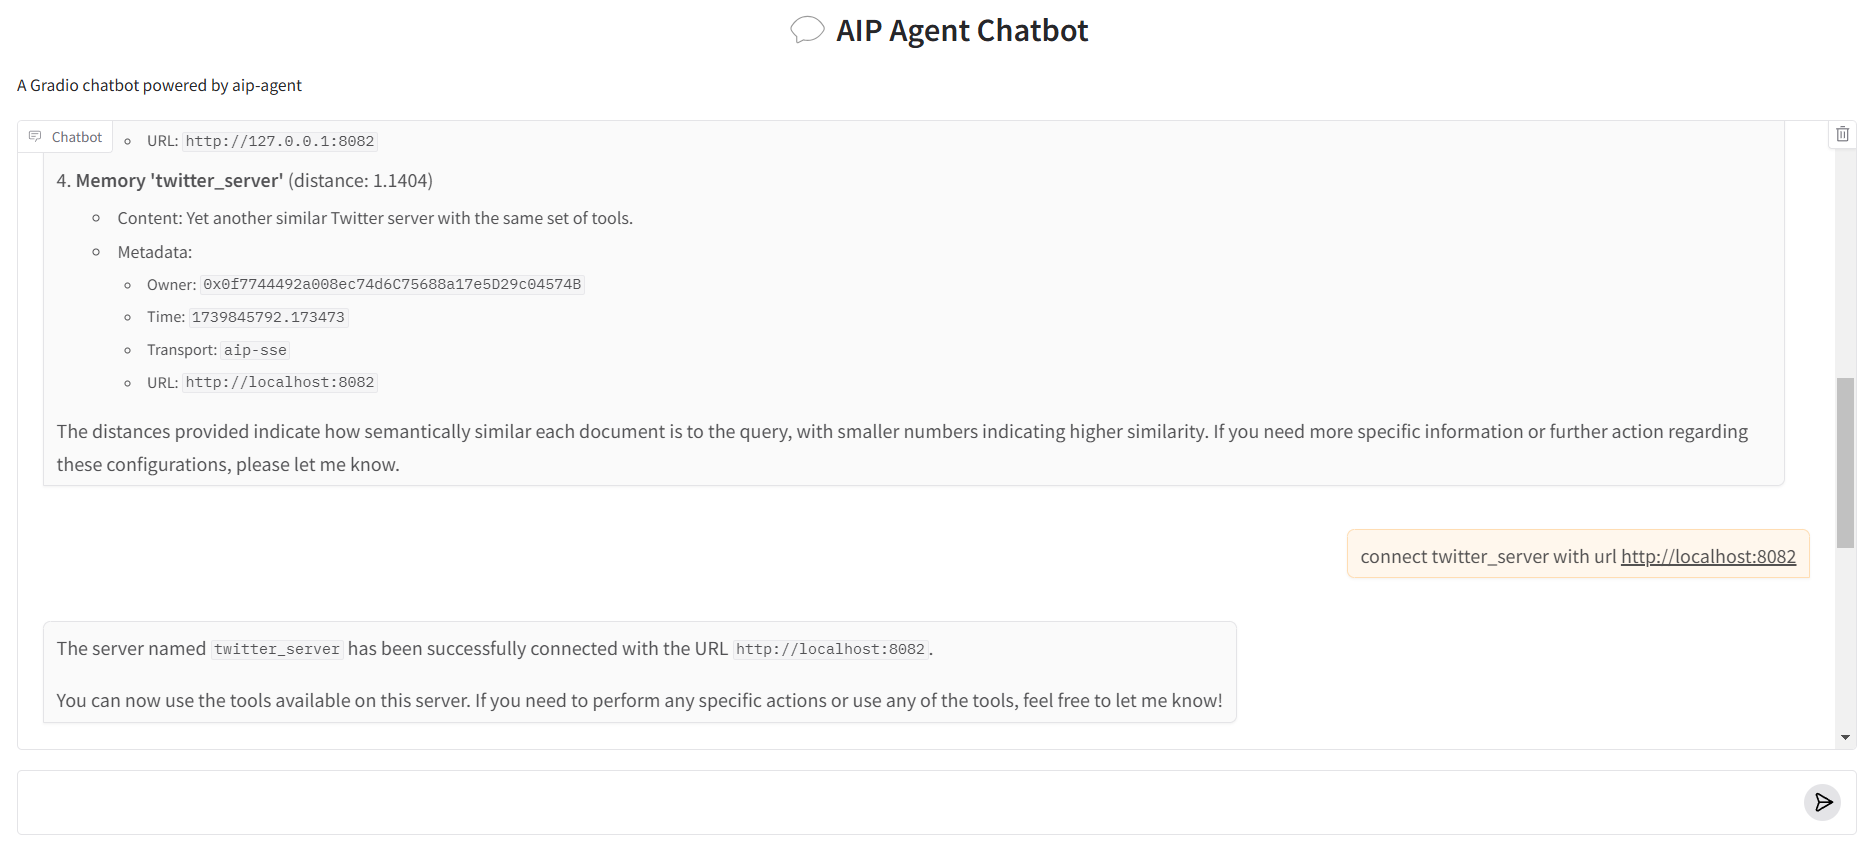 AIP Agent Chatbot
A Gradio chatbot powered by aip-agent
Chatbot
URL: http://127.0.0.1:8082
4. Memory 'twitter_server' (distance: 1.1404)
Content: Yet another similar Twitter server with the same set of tools.
Metadata:
Owner: 0x0f7744492a008ec74d6C75688a17e5D29c04574B
Time: 1739845792.173473
Transport: aip-sse
URL: http://localhost:8082
The distances provided indicate how semantically similar each document is to the query, with smaller numbers indicating higher similarity. If you need more specific information or further action regarding
these configurations, please let me know.
connect twitter_server with url http://localhost:8082
The server named twitter_server has been successfully connected with the URL http://localhost:8082.
You can now use the tools available on this server. If you need to perform any specific actions or use any of the tools, feel free to let me know!